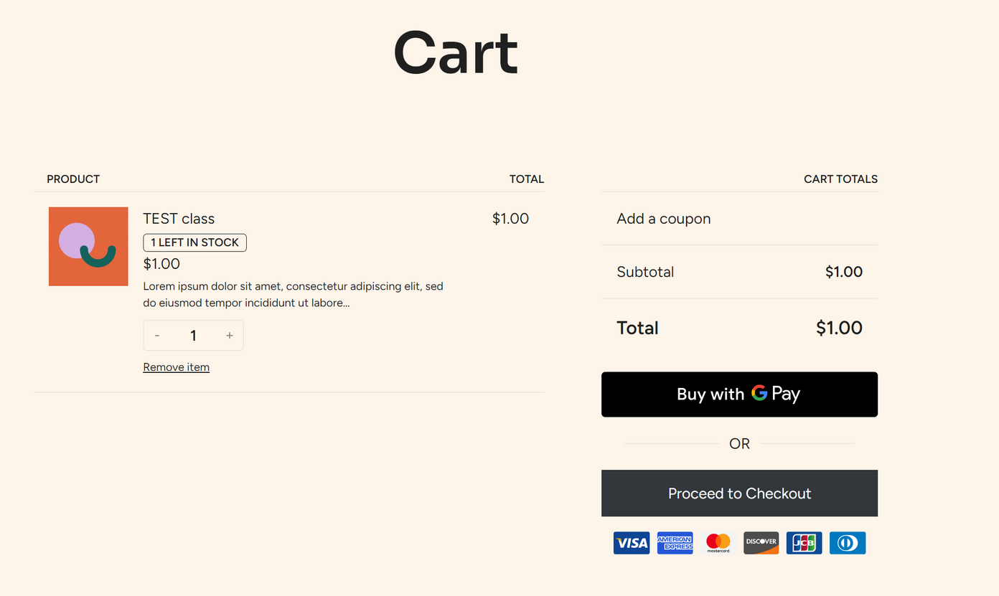 Cart
PRODUCT
TOTAL
TEST class
$1.00
1 LEFT IN STOCK
$1.00
Lorem ipsum dolor sit amet, consectetur adipiscing elit, sed
do eiusmod tempor incididunt ut labore...
- 1 +
Remove item
CART TOTALS
Add a coupon
Subtotal $1.00
Total $1.00
Buy with G Pay
OR
Proceed to Checkout
VISA
AMERICAN
EXPRESS
mastercard
DISCOVER
JCB